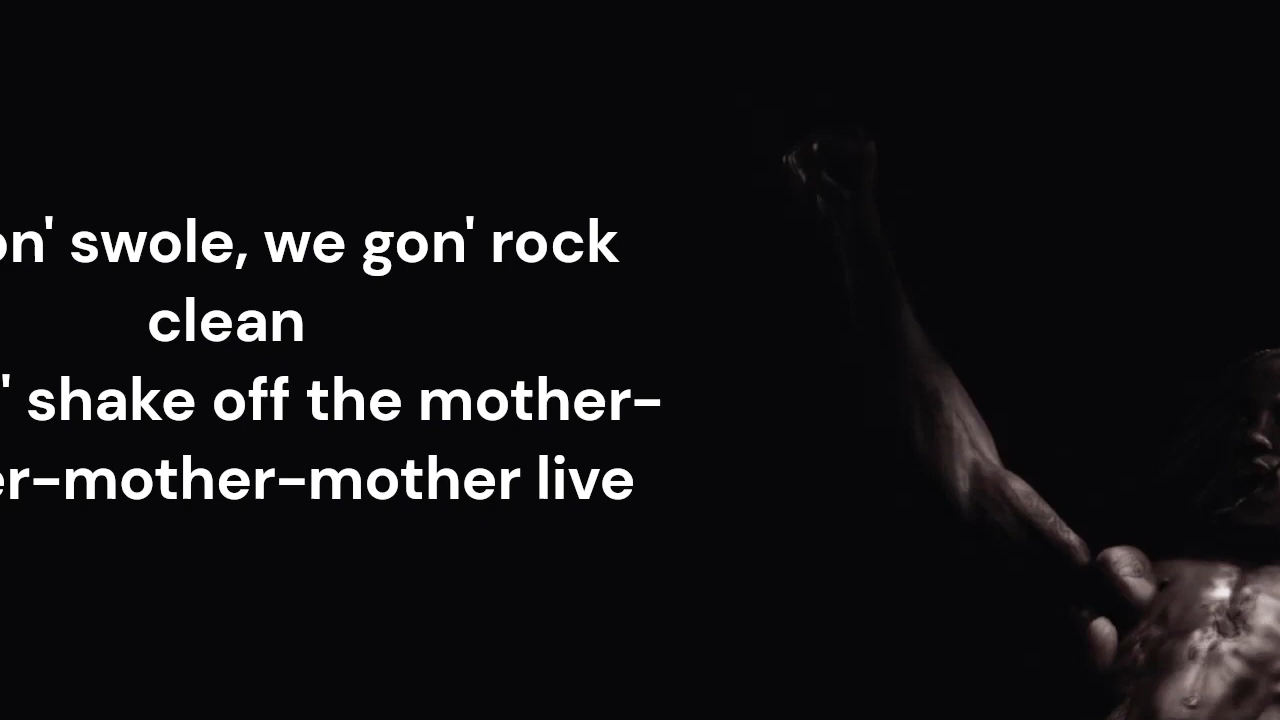 on' swole, we gon' rock
clean
' shake off the mother-
er-mother-mother live